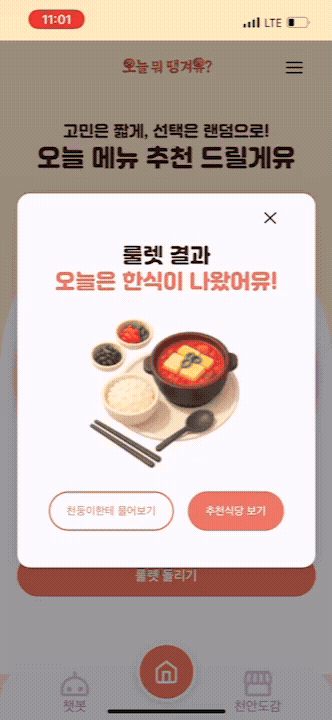 11:01
LTE
오늘 뭐 땡겨유?
고민은 짧게, 선택은 랜덤으로!
오늘 메뉴 추천 드릴게유
룰렛 결과
오늘은 한식이 나왔어유!
천둥이한테 물어보기
추천식당 보기
룰렛 돌리기
챗봇
천안도감